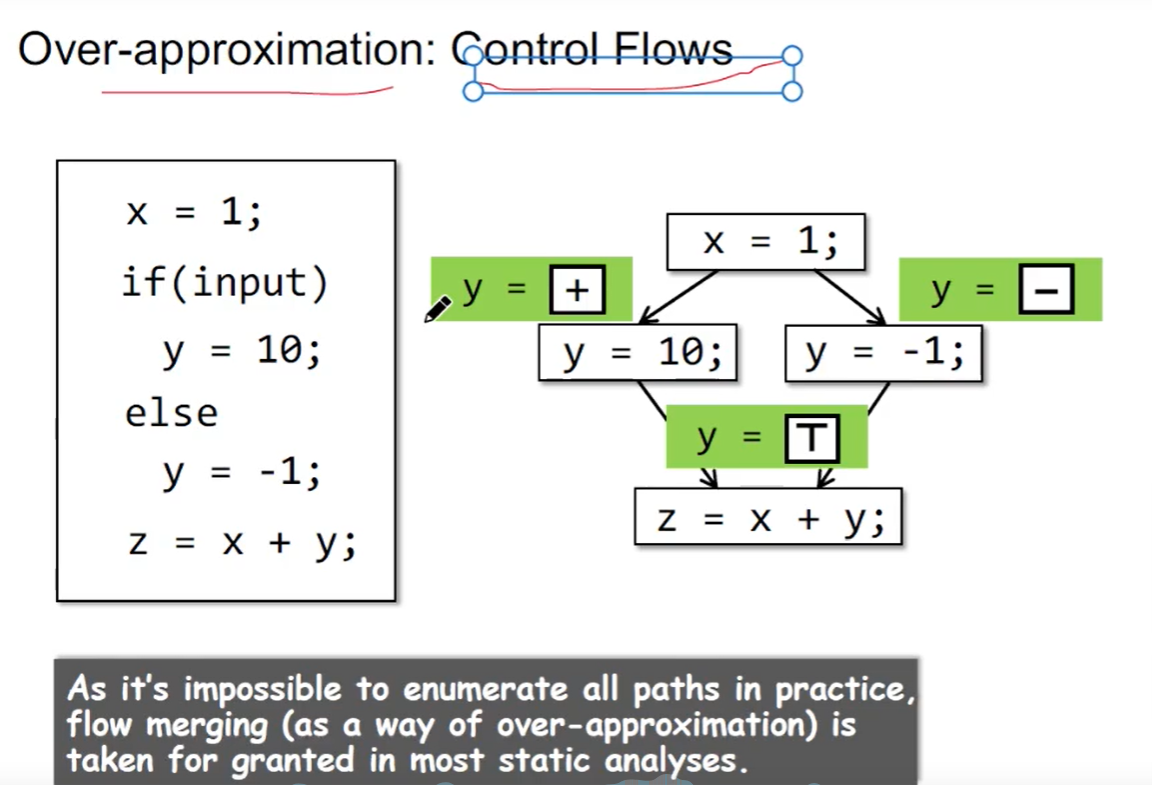 Over-approximation: Control Flows
x = 1;
if(input)
y = 10;
else
y = -1;
z = x + y;
x = 1;
y = +
y = -
y = 10;
y = -1;
y = ⊤
z = x + y;
As it's impossible to enumerate all paths in practice,
flow merging (as a way of over-approximation) is
taken for granted in most static analyses.